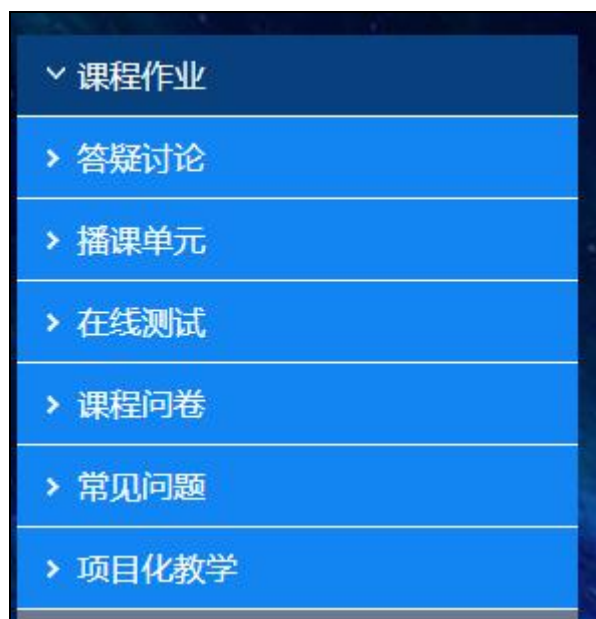 课程作业
答疑讨论
播课单元
在线测试
课程问卷
常见问题
项目化教学